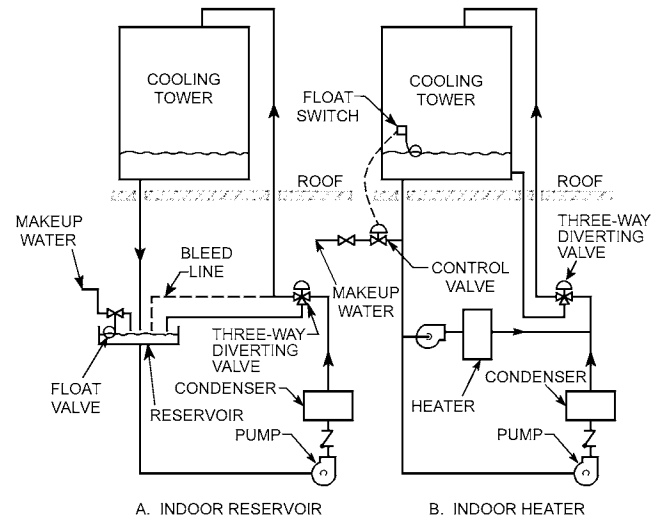 COOLING
TOWER
ROOF
MAKEUP
WATER
BLEED
LINE
THREE-WAY
DIVERTING
VALVE
FLOAT
VALVE
RESERVOIR
CONDENSER
PUMP
A. INDOOR RESERVOIR
COOLING
TOWER
FLOAT
SWITCH
ROOF
THREE-WAY
DIVERTING
VALVE
MAKEUP
WATER
CONTROL
VALVE
HEATER
CONDENSER
PUMP
B. INDOOR HEATER